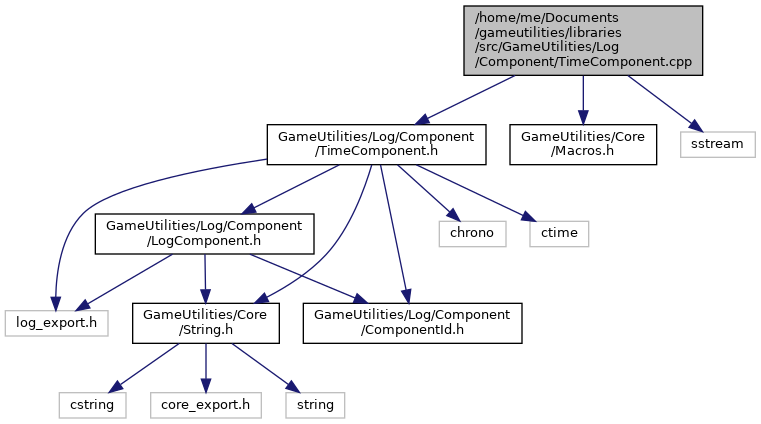 /home/me/Documents
/gameutilities/libraries
/src/GameUtilities/Log
/Component/TimeComponent.cpp
GameUtilities/Log/Component
/TimeComponent.h
GameUtilities/Core
/Macros.h
sstream
GameUtilities/Log/Component
/LogComponent.h
chrono
ctime
log_export.h
GameUtilities/Core
/String.h
GameUtilities/Log/Component
/ComponentId.h
cstring
core_export.h
string